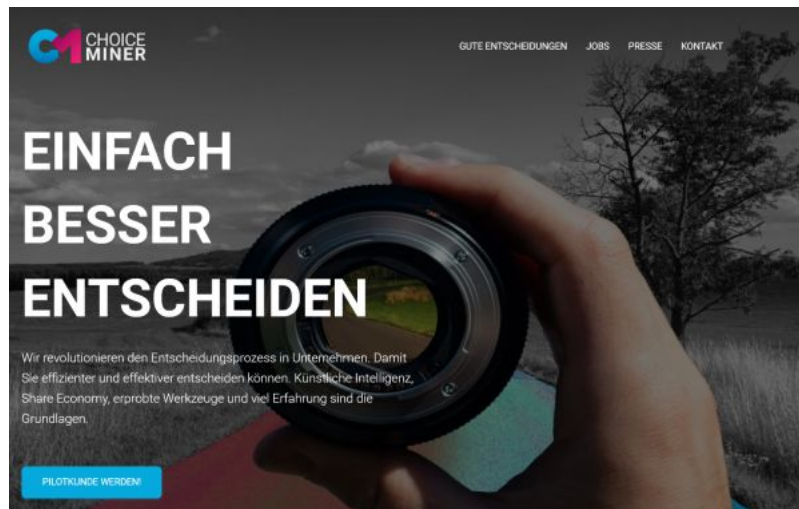 CHOICE
MINER
GUTE ENTSCHEIDUNGEN JOBS PRESSE KONTAKT
EINFACH
BESSER
ENTSCHEIDEN
Wir revolutionieren den Entscheidungsprozess in Unternehmen. Damit
Sie effizienter und effektiver entscheiden können. Künstliche Intelligenz,
Share Economy, erprobte Werkzeuge und viel Erfahrung sind die
Grundlagen.
PILOTKUNDE WERDEN!